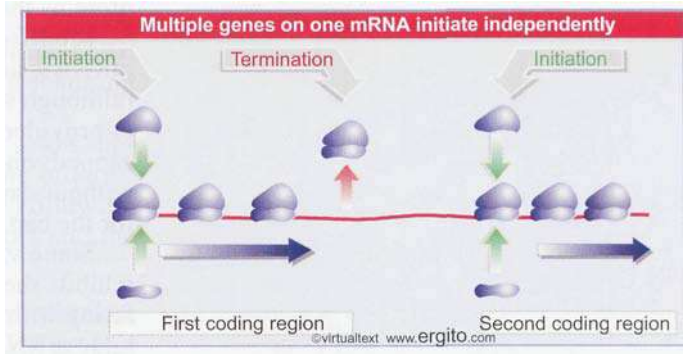 Multiple genes on one mRNA initiate independently
Initiation Termination Initiation
First coding region Second coding region
©virtualtext www.ergito.com